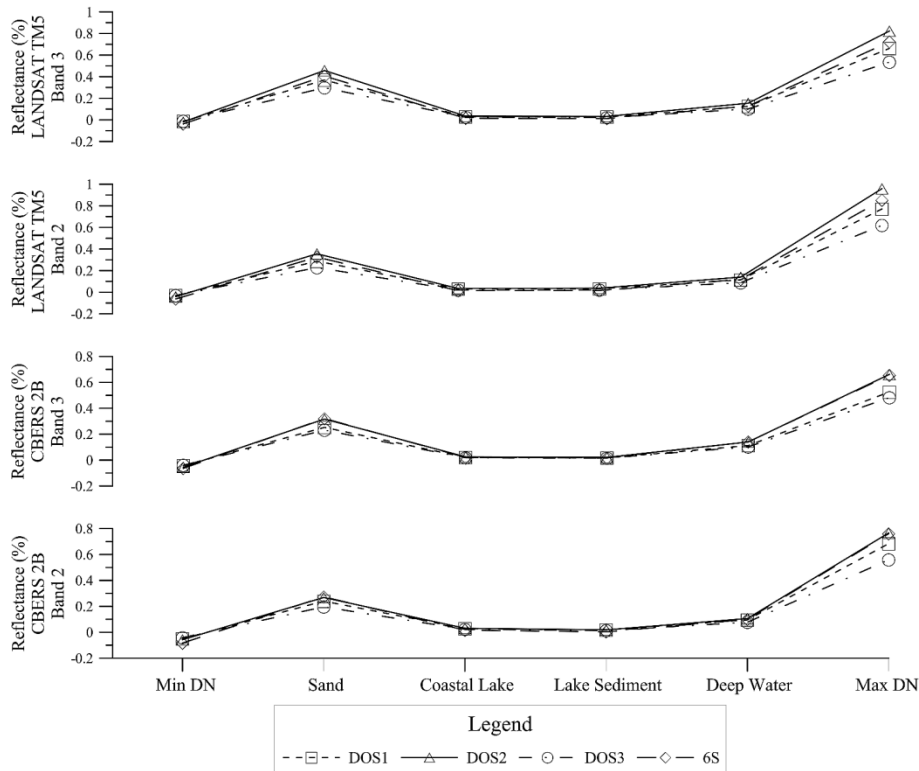 Reflectance (%)
LANDSAT TM5
Band 3
1
0.8
0.6
0.4
0.2
0
-0.2
Reflectance (%)
LANDSAT TM5
Band 2
1
0.8
0.6
0.4
0.2
0
-0.2
Reflectance (%)
CBERS 2B
Band 3
0.8
0.6
0.4
0.2
0
-0.2
Reflectance (%)
CBERS 2B
Band 2
0.8
0.6
0.4
0.2
0
-0.2
Min DN Sand Coastal Lake Lake Sediment Deep Water Max DN
Legend
DOS1 DOS2 DOS3 6S